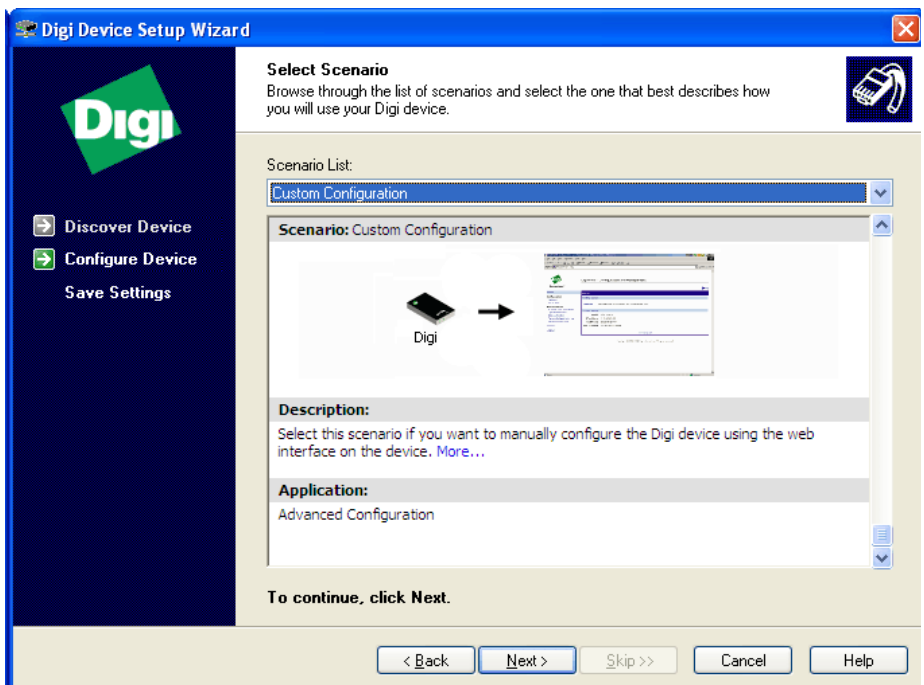 Digi Device Setup Wizard
Digi
Discover Device
Configure Device
Save Settings
Select Scenario
Browse through the list of scenarios and select the one that best describes how
you will use your Digi device.
Scenario List:
Custom Configuration
Scenario: Custom Configuration
Digi
Description:
Select this scenario if you want to manually configure the Digi device using the web
interface on the device. More...
Application:
Advanced Configuration
To continue, click Next.
< Back
Next >
Skip >>
Cancel
Help